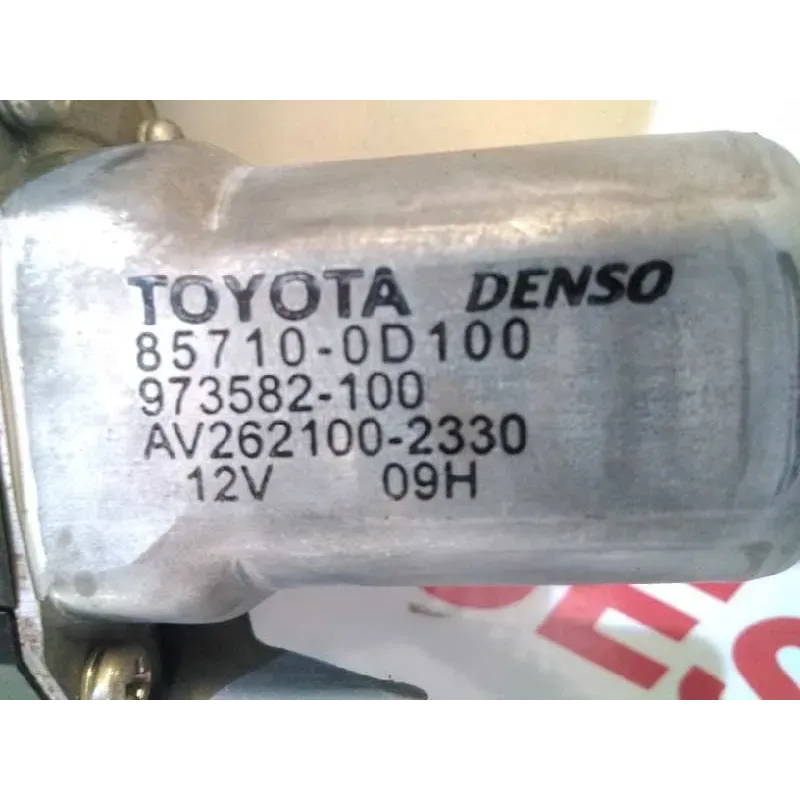 TOYOTA DENSO
85710-0D100
973582-100
AV262100-2330
12V 09H